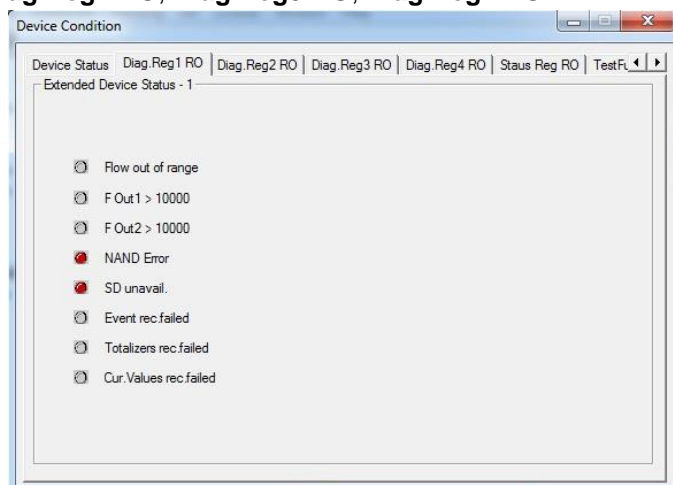 Device Condition
Device Status Diag.Reg1 RO Diag.Reg2 RO Diag.Reg3 RO Diag.Reg4 RO Staus Reg RO
Extended Device Status - 1
Flow out of range
F Out1 > 10000
F Out2 > 10000
NAND Error
SD unavail.
Event rec.failed
Totalizers rec.failed
Cur.Values rec.failed